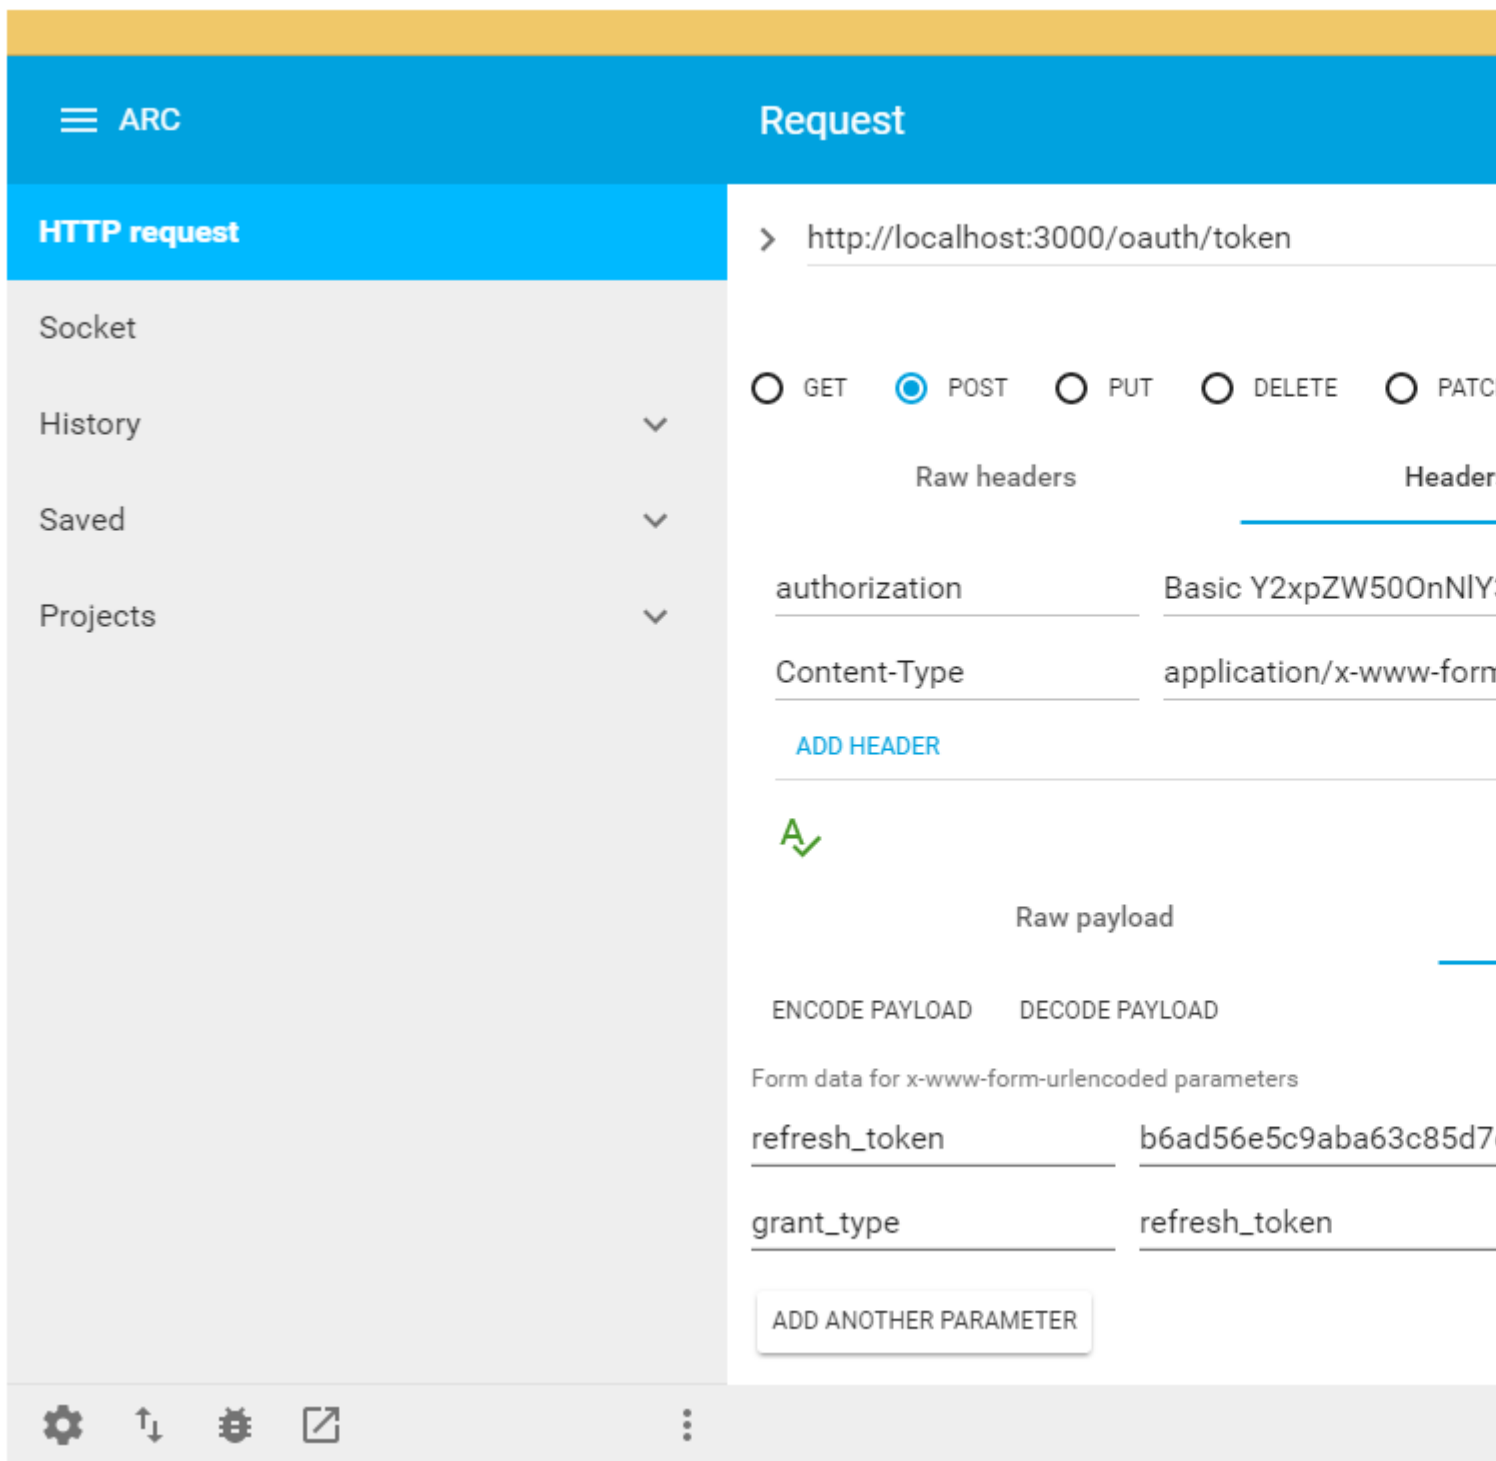 ARC
Request
HTTP request
http://localhost:3000/oauth/token
Socket
GET POST PUT DELETE PATC
History
Raw headers Header
Saved
authorization Basic Y2xpZW50OnNlY
Projects
Content-Type application/x-www-form
ADD HEADER
Raw payload
ENCODE PAYLOAD DECODE PAYLOAD
Form data for x-www-form-urlencoded parameters
refresh_token b6ad56e5c9aba63c85d7
grant_type refresh_token
ADD ANOTHER PARAMETER